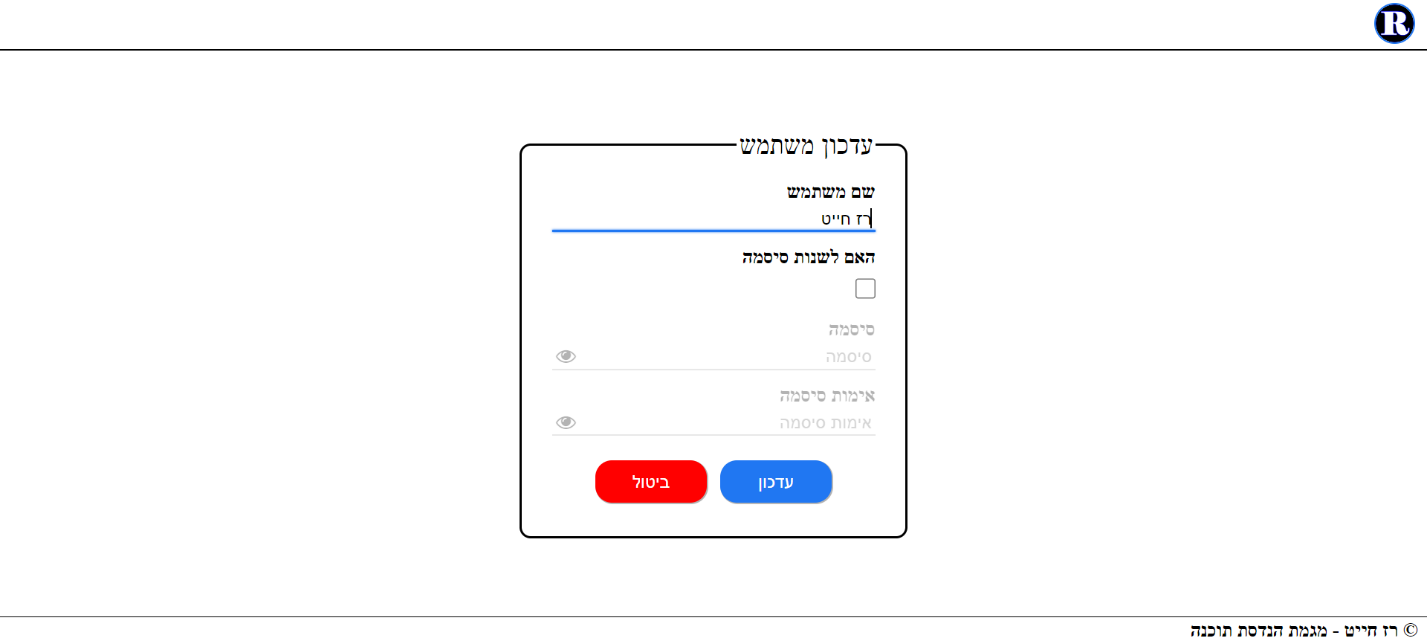 R
עדכון משתמש
שם משתמש
רז חייט
האם לשנות סיסמה
סיסמה
סיסמה
אימות סיסמה
אימות סיסמה
עדכון ביטול
© רז חייט - מגמת הנדסת תוכנה